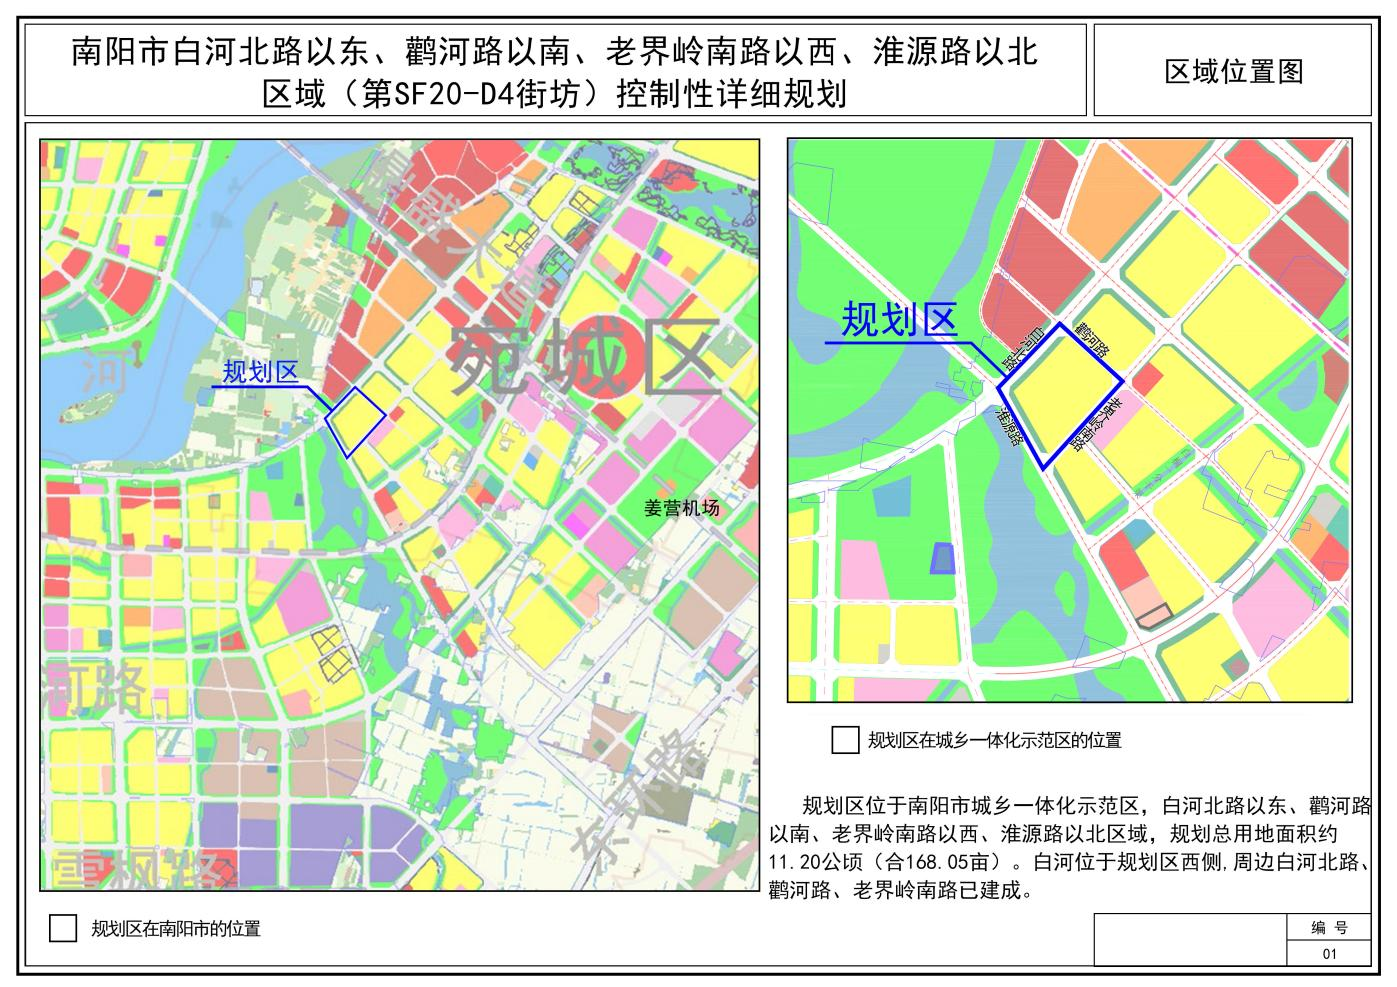 南阳市白河北路以东、鹳河路以南、老界岭南路以西、淮源路以北
区域（第SF20-D4街坊）控制性详细规划
区域位置图
河
规划区
宛城区
姜营机场
河路
东环路
雪枫路
规划区在南阳市的位置
规划区
白河北路
鹳河路
淮源路
老界岭南路
规划区在城乡一体化示范区的位置
规划区位于南阳市城乡一体化示范区，白河北路以东、鹳河路
以南、老界岭南路以西、淮源路以北区域，规划总用地面积约
11.20公顷（合168.05亩）。白河位于规划区西侧，周边白河北路、
鹳河路、老界岭南路已建成。
编 号
01